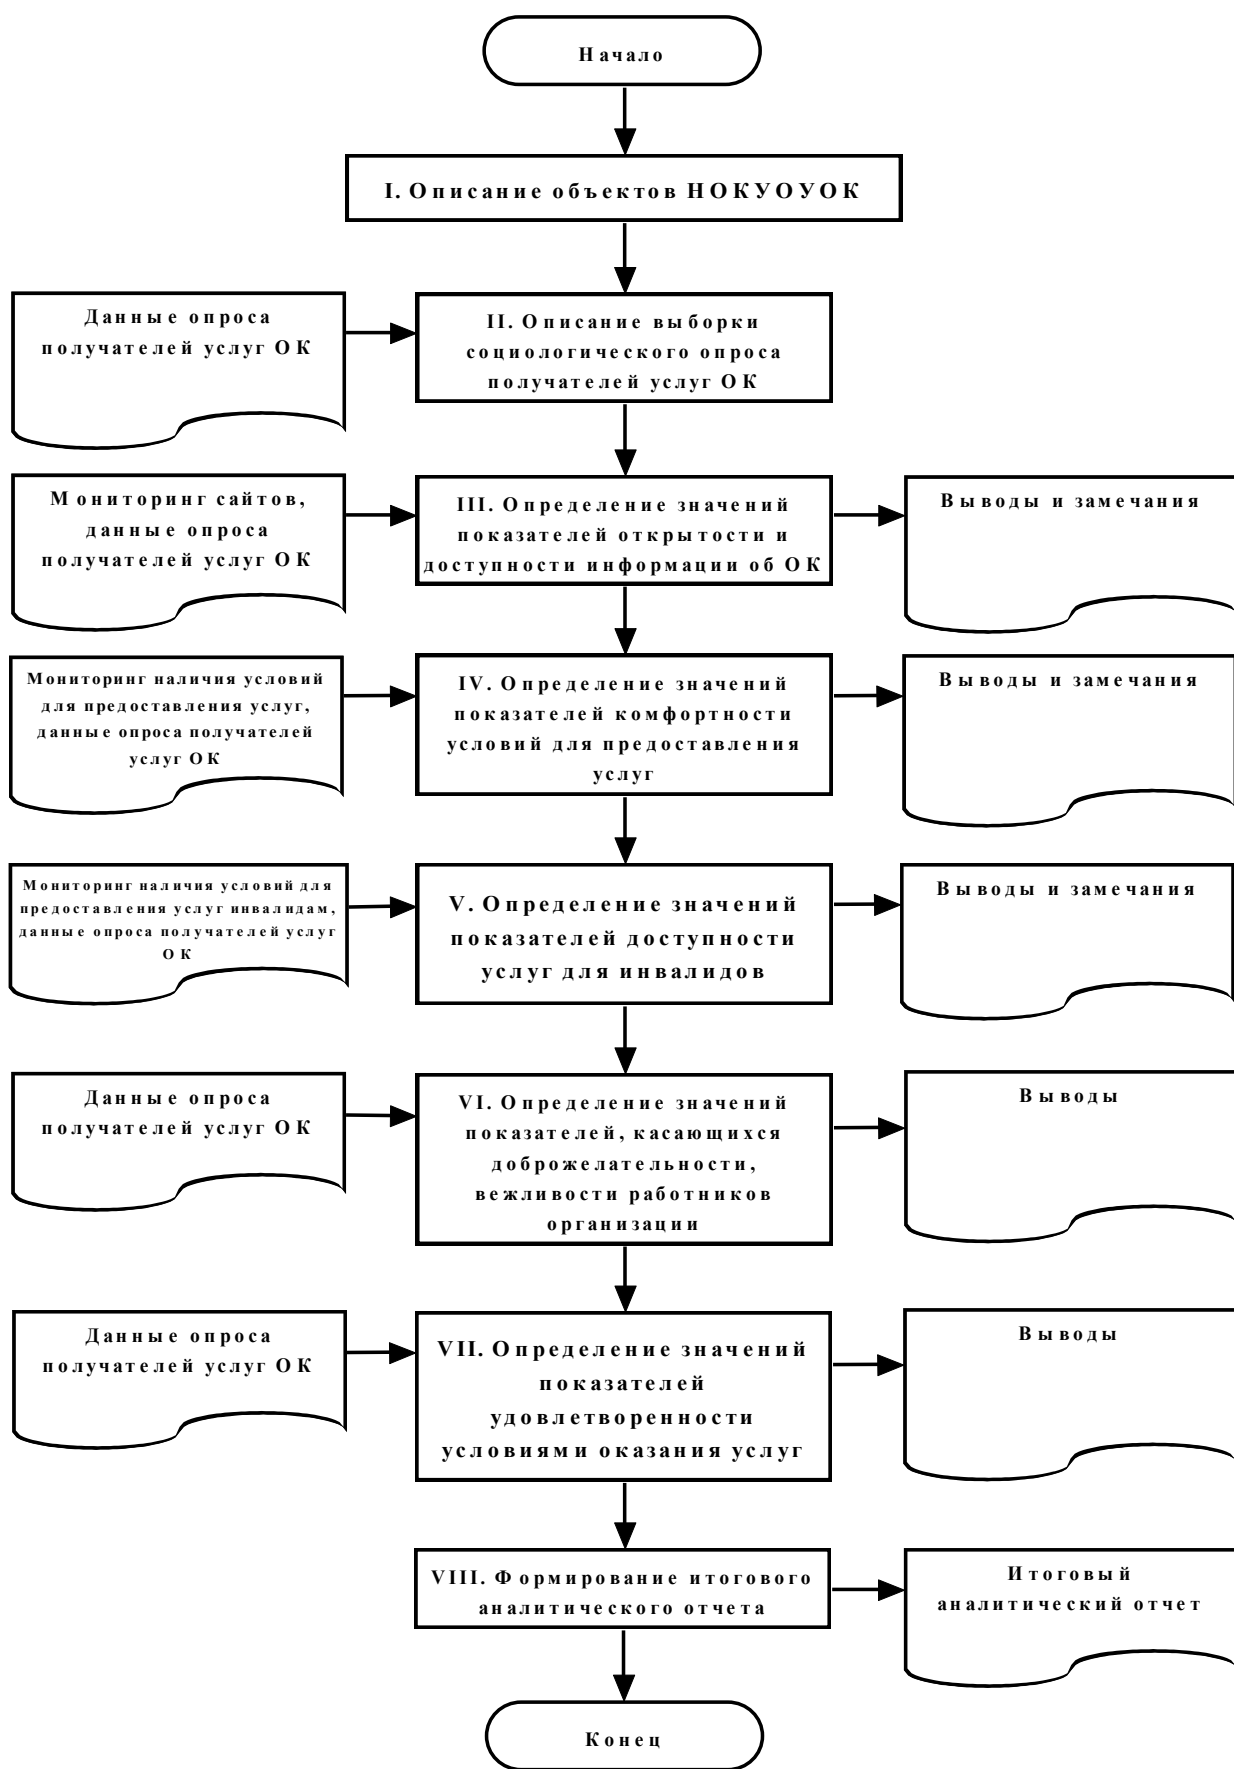 Начало
I. Описание объектов НОКУОУОК
Данные опроса
получателей услуг ОК
II. Описание выборки
социологического опроса
получателей услуг ОК
Мониторинг сайтов,
данные опроса
получателей услуг ОК
III. Определение значений
показателей открытости и
доступности информации об ОК
Выводы и замечания
Мониторинг наличия условий
для предоставления услуг,
данные опроса получателей
услуг ОК
IV. Определение значений
показателей комфортности
условий для предоставления
услуг
Выводы и замечания
Мониторинг наличия условий для
предоставления услуг инвалидам,
данные опроса получателей услуг
ОК
V. Определение значений
показателей доступности
услуг для инвалидов
Выводы и замечания
Данные опроса
получателей услуг ОК
VI. Определение значений
показателей, касающихся
доброжелательности,
вежливости работников
организации
Выводы
Данные опроса
получателей услуг ОК
VII. Определение значений
показателей
удовлетворенности
условиями оказания услуг
Выводы
VIII. Формирование итогового
аналитического отчета
Итоговый
аналитический отчет
Конец